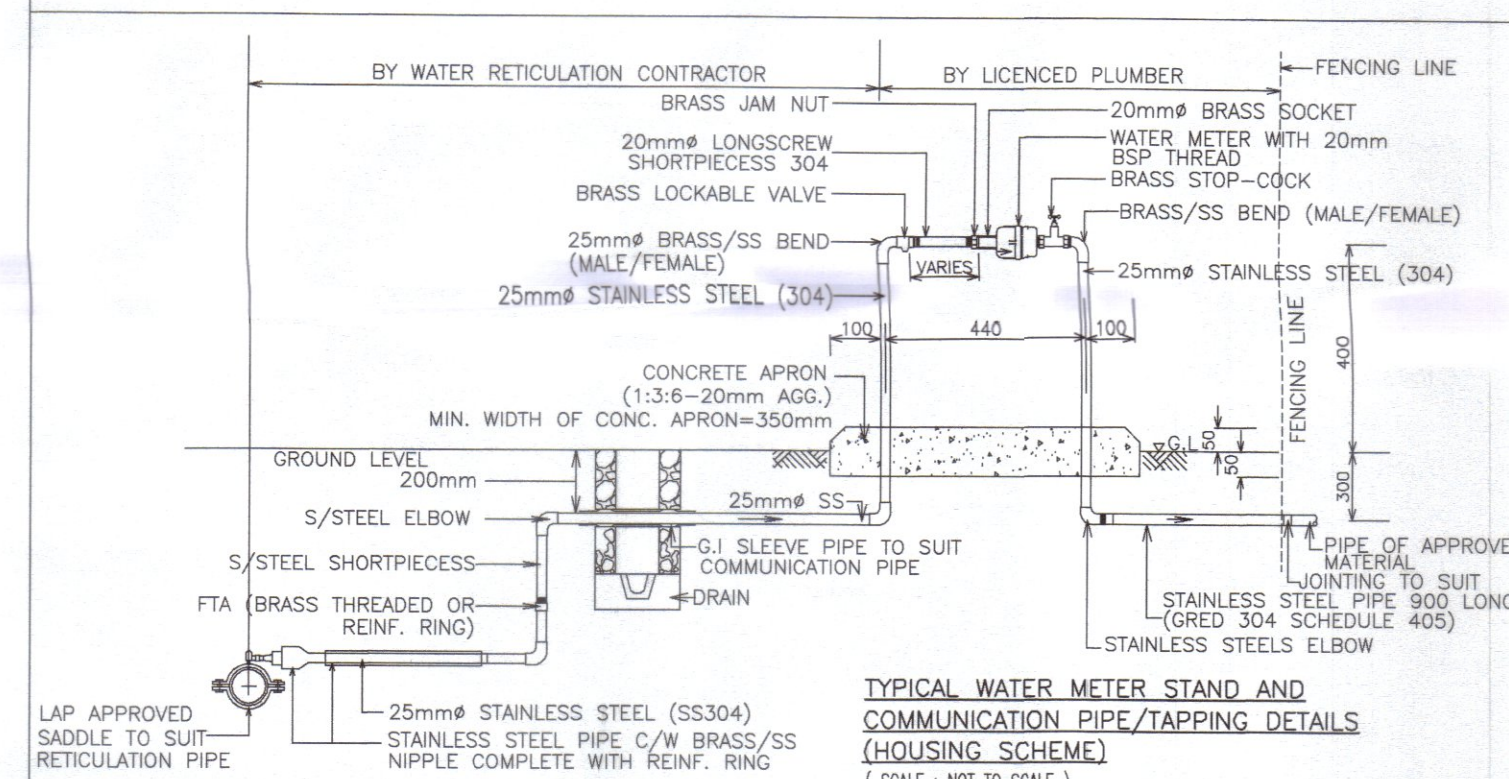 BY WATER RETICULATION CONTRACTOR
BY LICENCED PLUMBER
FENCING LINE
BRASS JAM NUT
20mmø BRASS SOCKET
20mmø LONGSCREW
SHORTPIECESS 304
WATER METER WITH 20mm
BSP THREAD
BRASS LOCKABLE VALVE
BRASS STOP-COCK
BRASS/SS BEND (MALE/FEMALE)
25mmø BRASS/SS BEND
(MALE/FEMALE)
VARIES
25mmø STAINLESS STEEL (304)
25mmø STAINLESS STEEL (304)
100
440
100
400
FENCING LINE
CONCRETE APRON
(1:3:6-20mm AGG.)
MIN. WIDTH OF CONC. APRON=350mm
G.L
50
50
300
GROUND LEVEL
200mm
25mmø SS
S/STEEL ELBOW
G.I SLEEVE PIPE TO SUIT
COMMUNICATION PIPE
S/STEEL SHORTPIECESS
DRAIN
FTA (BRASS THREADED OR
REINF. RING)
PIPE OF APPROVE
MATERIAL
JOINTING TO SUIT
STAINLESS STEEL PIPE 900 LONG
(GRED 304 SCHEDULE 405)
STAINLESS STEELS ELBOW
LAP APPROVED
SADDLE TO SUIT
RETICULATION PIPE
25mmø STAINLESS STEEL (SS304)
STAINLESS STEEL PIPE C/W BRASS/SS
NIPPLE COMPLETE WITH REINF. RING
TYPICAL WATER METER STAND AND
COMMUNICATION PIPE/TAPPING DETAILS
(HOUSING SCHEME)
( SCALE : NOT TO SCALE )